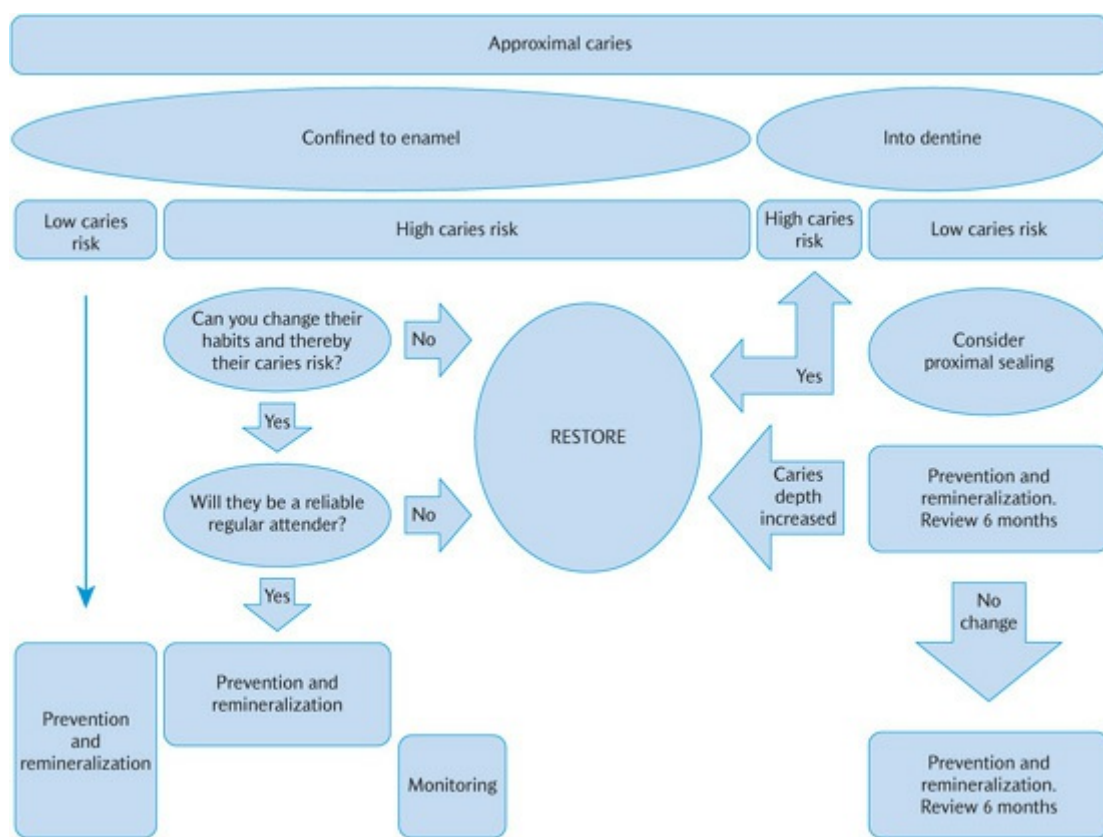 Approximal caries
Confined to enamel
Into dentine
Low caries
risk
High caries risk
High caries
risk
Low caries risk
Can you change their
habits and thereby
their caries risk?
No
Yes
Consider
proximal sealing
Yes
RESTORE
Will they be a reliable
regular attender?
No
Caries
depth
increased
Prevention and
remineralization.
Review 6 months
Yes
No
change
Prevention
and
remineralization
Prevention and
remineralization
Monitoring
Prevention and
remineralization.
Review 6 months